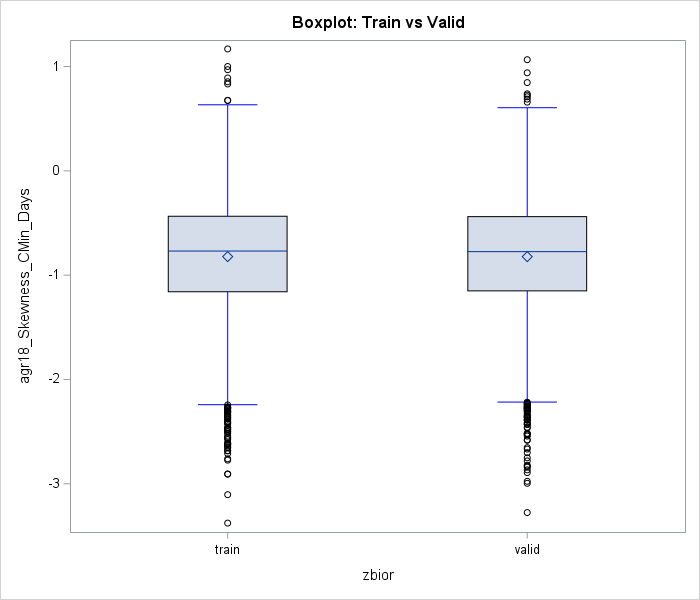 Boxplot: Train vs Valid
agr18_Skewness_CMin_Days
1
0
-1
-2
-3
train
valid
zbior